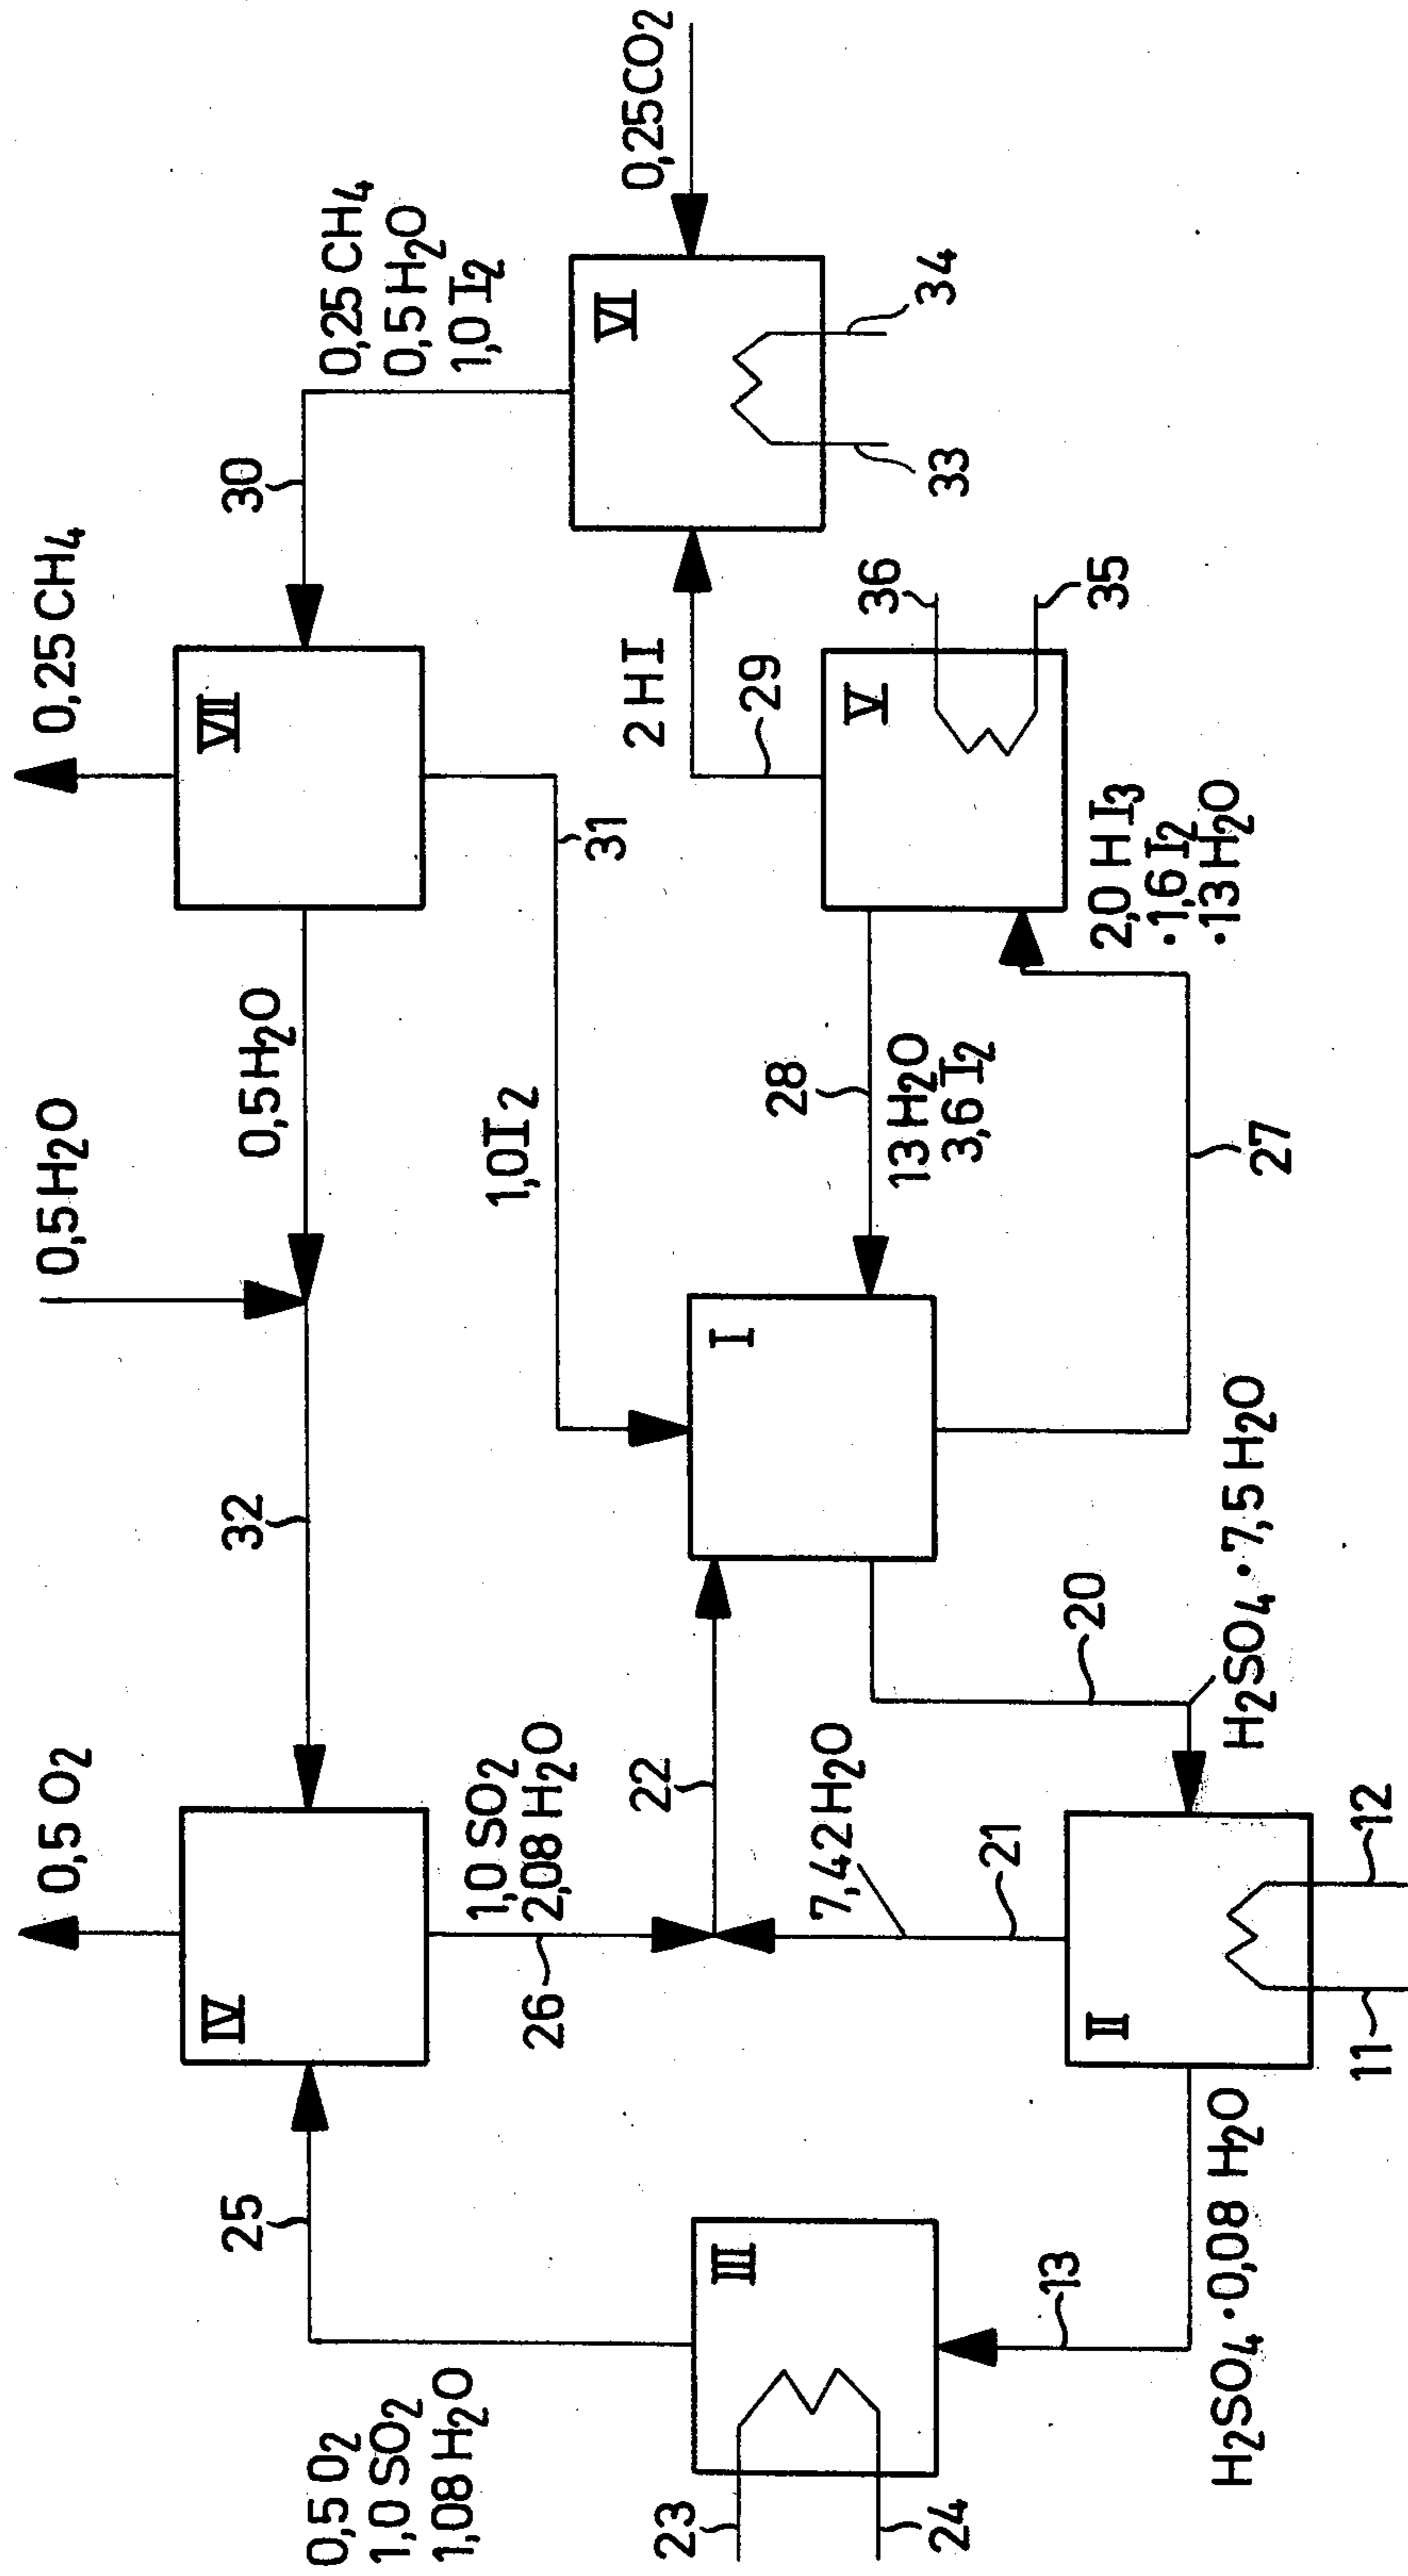 0,5 O2
0,5 H2O
0,25 CH4
25
IV
32
0,5 H2O
VII
30
0,25 CH4
0,5 H2O
1,0 I2
0,5 O2
1,0 SO2
1,08 H2O
26
1,0 SO2
2,08 H2O
1,0 I2
31
23
24
III
22
I
2 HI
29
VI
0,25 CO2
33
34
7,42 H2O
21
28
13 H2O
3,6 I2
V
36
35
13
20
27
2,0 HI3
·1,6 I2
·13 H2O
H2SO4 · 0,08 H2O
II
H2SO4 · 7,5 H2O
11
12